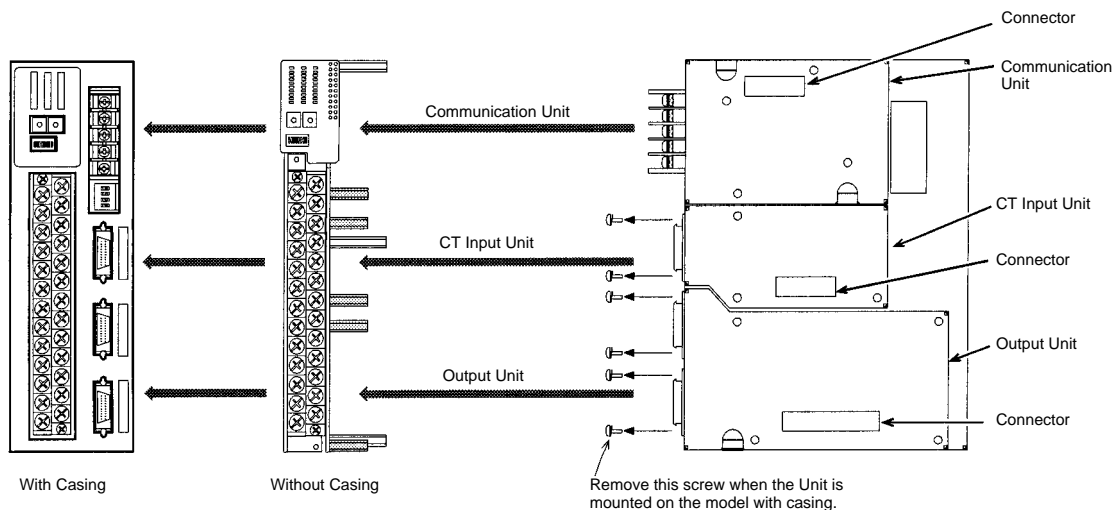 Connector
Communication
Unit
Communication Unit
CT Input Unit
CT Input Unit
Connector
Output Unit
Output Unit
Connector
With Casing
Without Casing
Remove this screw when the Unit is
mounted on the model with casing.